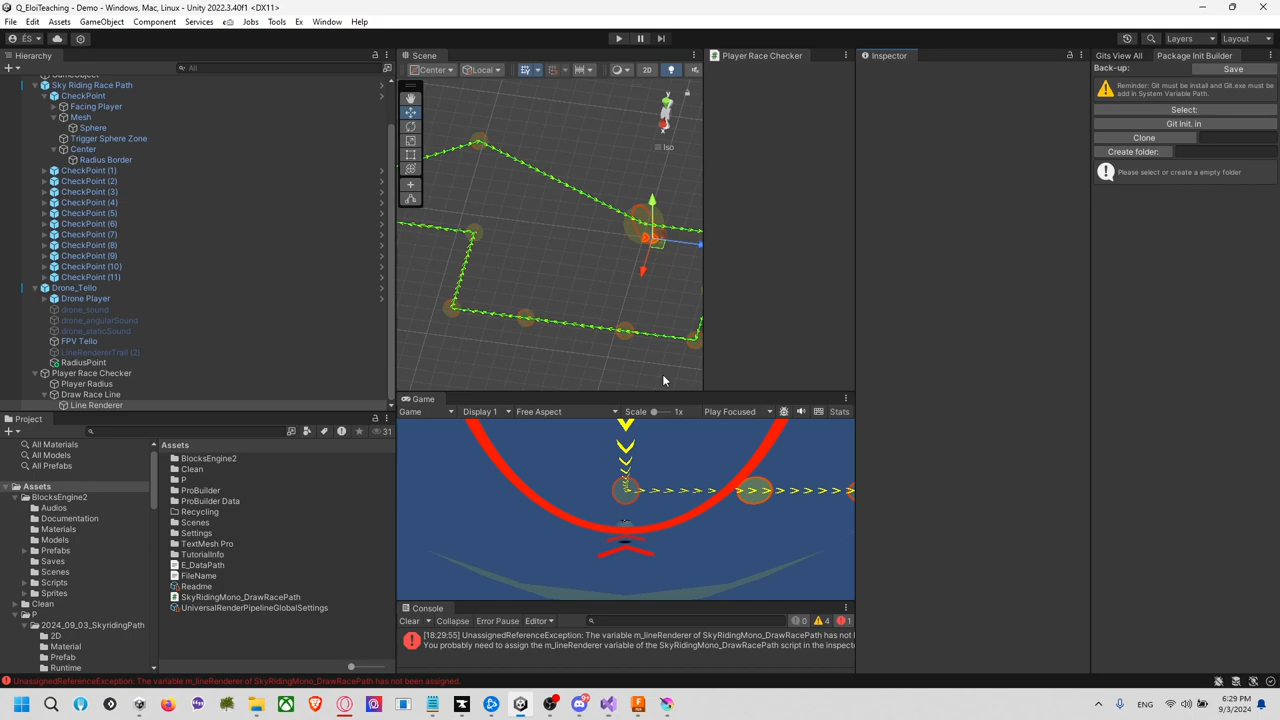 Q_EloiTeaching - Demo - Windows, Mac, Linux - Unity 2022.3.40f1 <DX11>
File Edit Assets GameObject Component Services Jobs Tools Ex Window Help
ÉS Layers Layout
Hierarchy
All
GameObject
Sky Riding Race Path
CheckPoint
Facing Player
Mesh
Sphere
Trigger Sphere Zone
Center
Radius Border
CheckPoint (1)
CheckPoint (2)
CheckPoint (3)
CheckPoint (4)
CheckPoint (5)
CheckPoint (6)
CheckPoint (7)
CheckPoint (8)
CheckPoint (9)
CheckPoint (10)
CheckPoint (11)
Drone_Tello
Drone Player
drone_sound
drone_angularSound
drone_staticSound
FPV Tello
LineRendererTrail (2)
RadiusPoint
Player Race Checker
Player Radius
Draw Race Line
Line Renderer
Scene
Center Local 2D
y
Iso
Player Race Checker
Inspector
Gits View All Package Init Builder
Back-up: Save
Reminder: Git must be install and Git.exe must be
add in System Variable Path.
Select:
Git Init. in
Clone
Create folder:
Please select or create a empty folder
Game
Game Display 1 Free Aspect Scale 1x Play Focused Stats
Project
31
All Materials
All Models
All Prefabs
Assets
BlocksEngine2
Audios
Documentation
Materials
Models
Prefabs
Saves
Scenes
Scripts
Sprites
Clean
P
2024_09_03_SkyridingPath
2D
Material
Prefab
Runtime
Assets
BlocksEngine2
Clean
P
ProBuilder
ProBuilder Data
Recycling
Scenes
Settings
TextMesh Pro
TutorialInfo
E_DataPath
FileName
Readme
SkyRidingMono_DrawRacePath
UniversalRenderPipelineGlobalSettings
Console
Clear Collapse Error Pause Editor 0 4 1
[18:29:55] UnassignedReferenceException: The variable m_lineRenderer of SkyRidingMono_DrawRacePath has not
You probably need to assign the m_lineRenderer variable of the SkyRidingMono_DrawRacePath script in the inspecto
UnassignedReferenceException: The variable m_lineRenderer of SkyRidingMono_DrawRacePath has not been assigned.
6:29 PM
9/3/2024